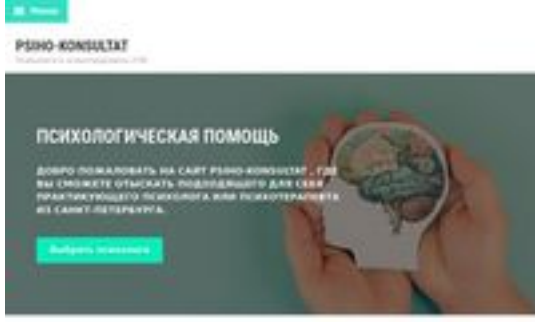 Меню
PSIHO-KONSULTAT
ПСИХОЛОГИЧЕСКАЯ ПОМОЩЬ
ДОБРО ПОЖАЛОВАТЬ НА САЙТ PSIHO-KONSULTAT , ГДЕ
ВЫ СМОЖЕТЕ ОТЫСКАТЬ ПОДХОДЯЩЕГО ДЛЯ СЕБЯ
ПРАКТИКУЮЩЕГО ПСИХОЛОГА ИЛИ ПСИХОТЕРАПЕВТА
ИЗ САНКТ-ПЕТЕРБУРГА.
Выбрать психолога